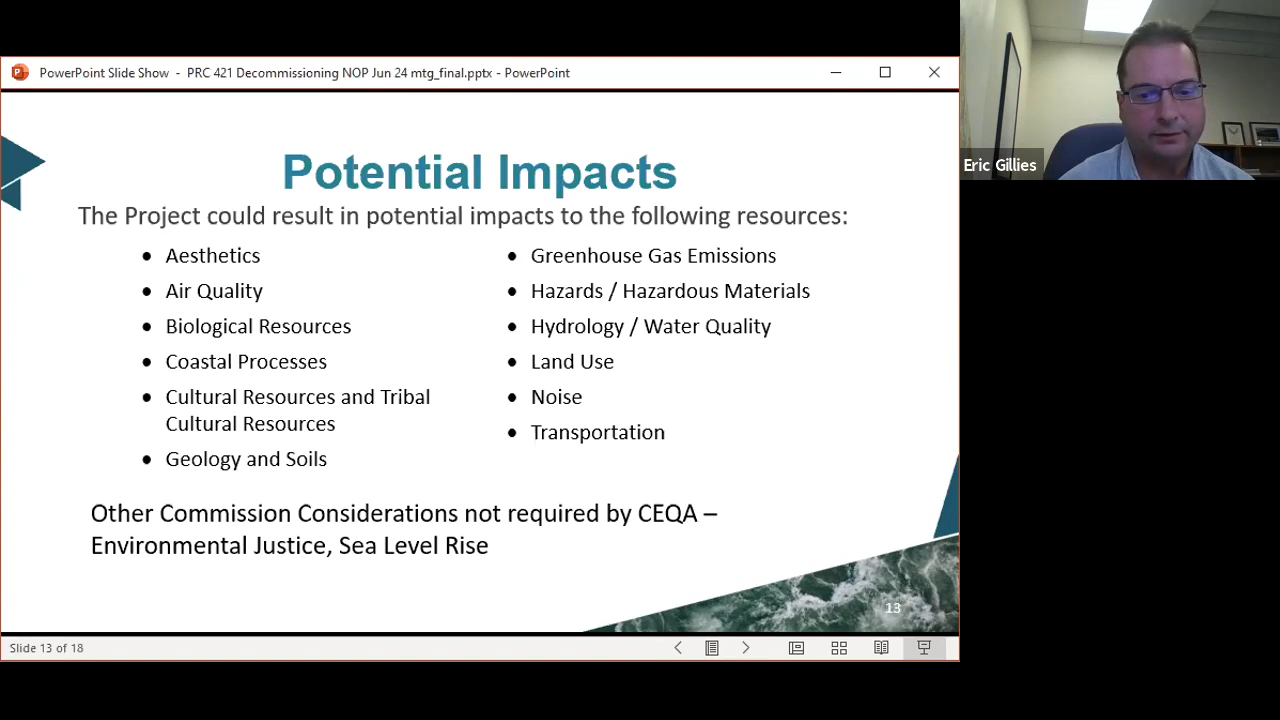 PowerPoint Slide Show - PRC 421 Decommissioning NOP Jun 24 mtg_final.pptx - PowerPoint
Eric Gillies
Potential Impacts
The Project could result in potential impacts to the following resources:
• Aesthetics
• Air Quality
• Biological Resources
• Coastal Processes
• Cultural Resources and Tribal
Cultural Resources
• Geology and Soils
• Greenhouse Gas Emissions
• Hazards / Hazardous Materials
• Hydrology / Water Quality
• Land Use
• Noise
• Transportation
Other Commission Considerations not required by CEQA –
Environmental Justice, Sea Level Rise
13
Slide 13 of 18